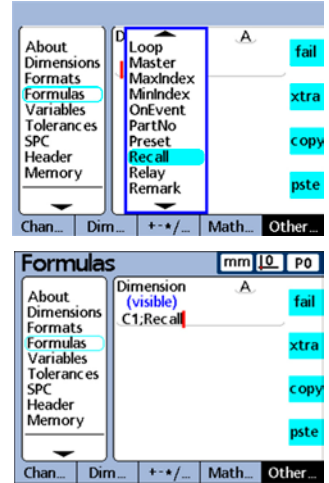 About
Dimensions
Formats
Formulas
Variables
Tolerances
SPC
Header
Memory
D
Loop
Master
MaxIndex
MinIndex
OnEvent
PartNo
Preset
Recall
Relay
Remark
A
fail
xtra
copy
pste
Chan... Dim... +-*/... Math... Other...
Formulas mm P0
About
Dimensions
Formats
Formulas
Variables
Tolerances
SPC
Header
Memory
Dimension A
(visible)
C1;Recall
fail
xtra
copy
pste
Chan... Dim... +-*/... Math... Other...